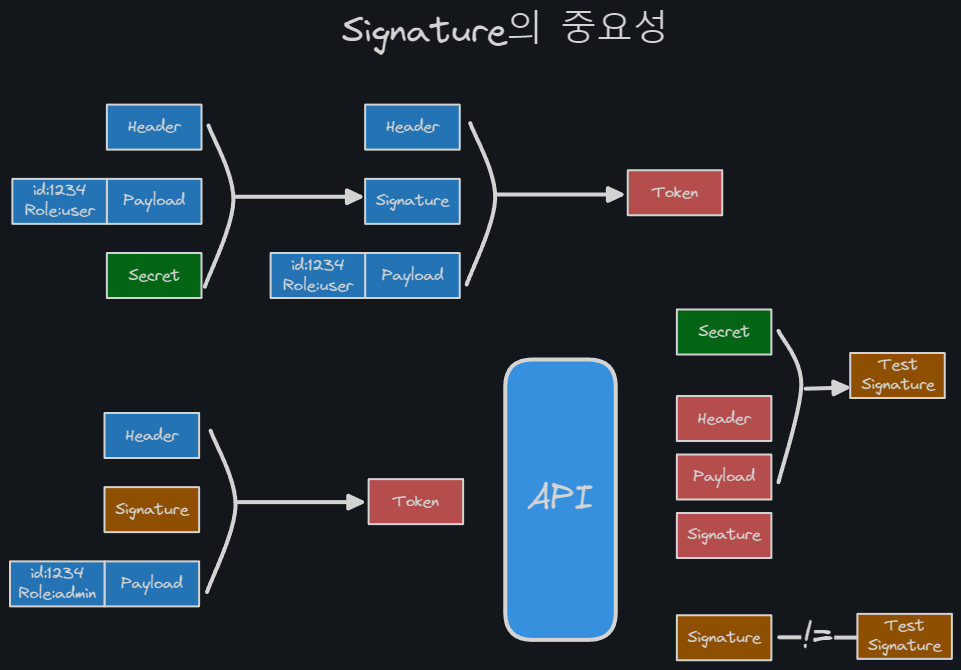 Signature의 중요성
Header
id:1234
Role:user
Payload
Secret
Header
Signature
id:1234
Role:user
Payload
Token
Header
Signature
id:1234
Role:admin
Payload
Token
API
Secret
Header
Payload
Signature
Test
Signature
Signature
!=
Test
Signature